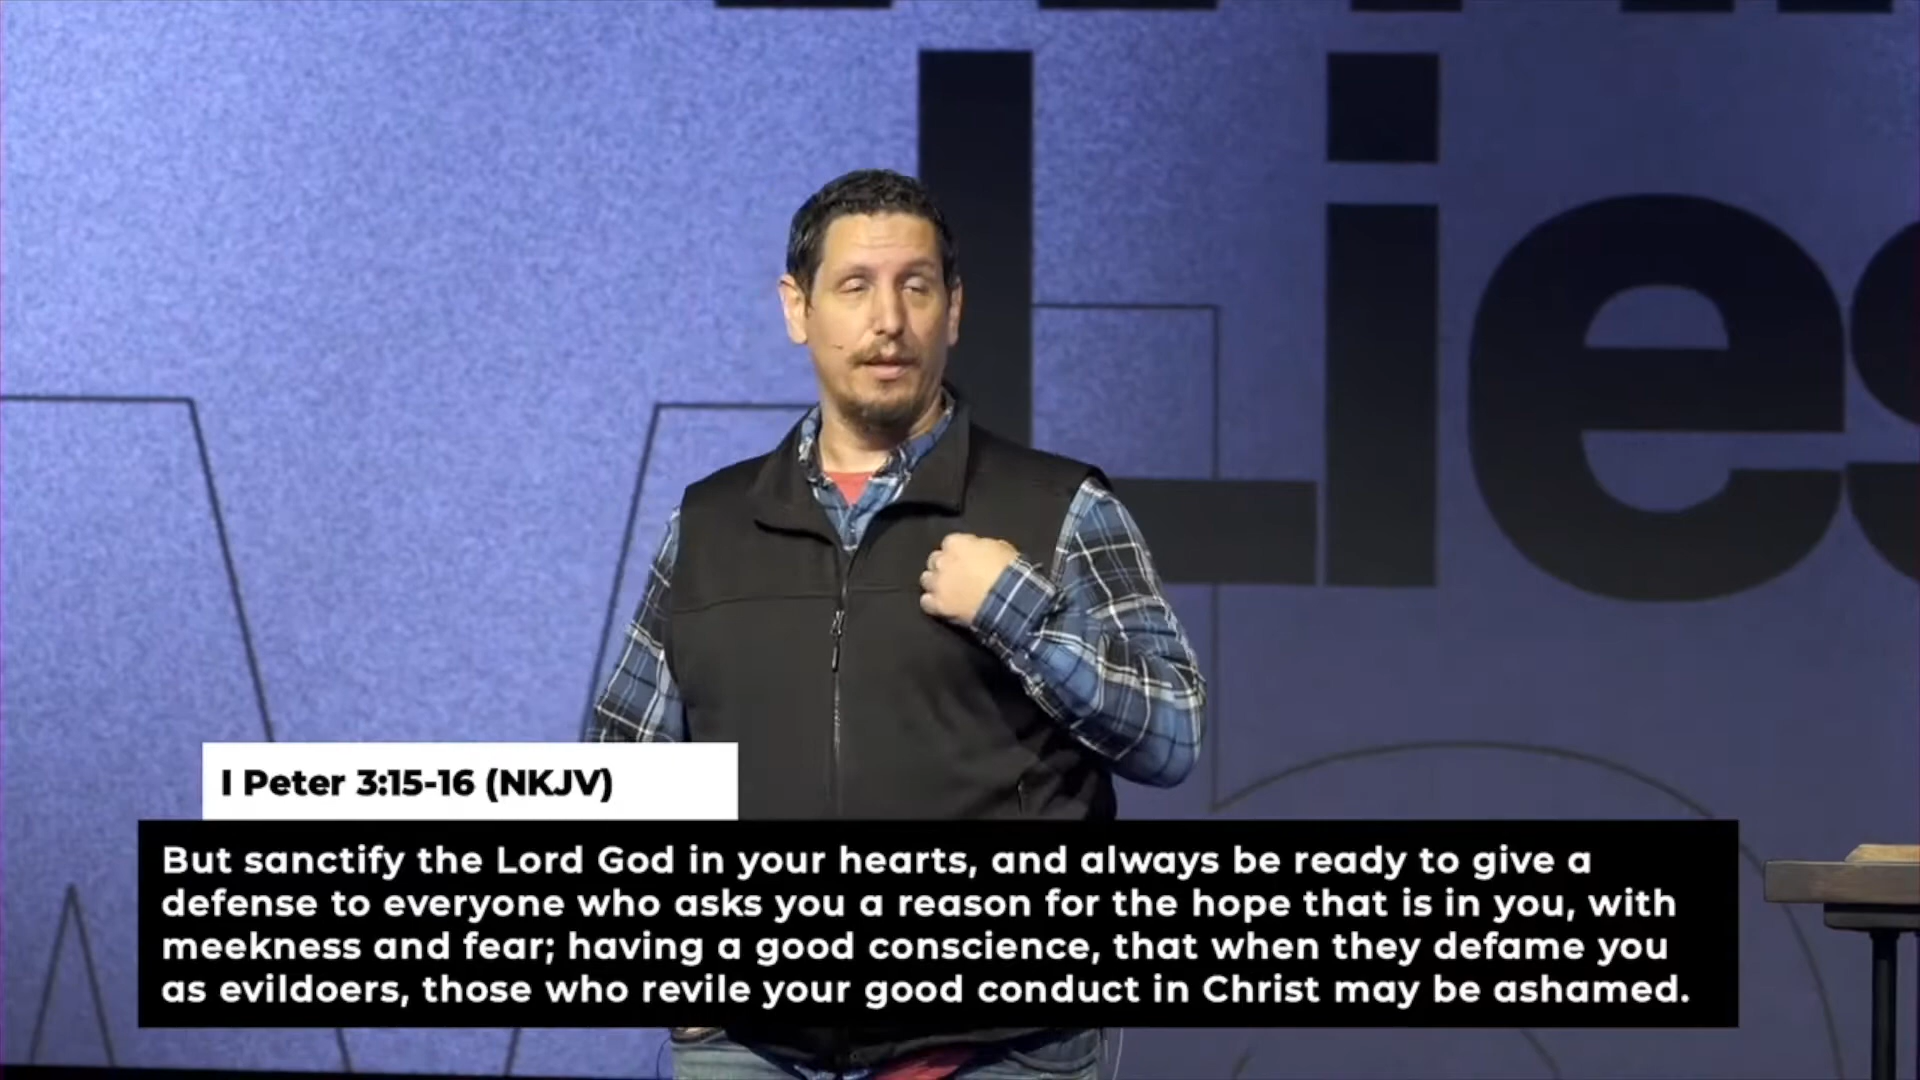 Lies
I Peter 3:15-16 (NKJV)
But sanctify the Lord God in your hearts, and always be ready to give a
defense to everyone who asks you a reason for the hope that is in you, with
meekness and fear; having a good conscience, that when they defame you
as evildoers, those who revile your good conduct in Christ may be ashamed.